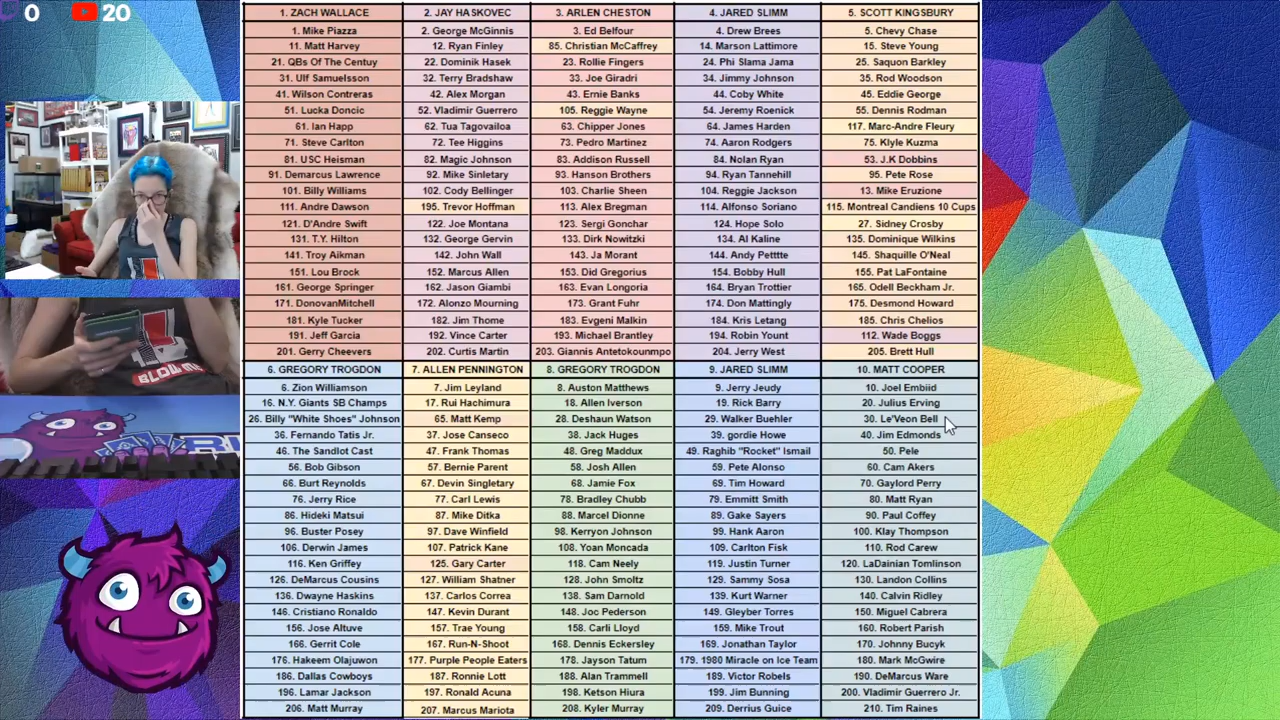 0 20
1. ZACH WALLACE 2. JAY HASKOVEC 3. ARLEN CHESTON 4. JARED SLIMM 5. SCOTT KINGSBURY
1. Mike Piazza 2. George McGinnis 3. Ed Belfour 4. Drew Brees 5. Chevy Chase
11. Matt Harvey 12. Ryan Finley 85. Christian McCaffrey 14. Marson Lattimore 15. Steve Young
21. QBs Of The Centuy 22. Dominik Hasek 23. Rollie Fingers 24. Phi Slama Jama 25. Saquon Barkley
31. Ulf Samuelsson 32. Terry Bradshaw 33. Joe Giradri 34. Jimmy Johnson 35. Rod Woodson
41. Wilson Contreras 42. Alex Morgan 43. Ernie Banks 44. Coby White 45. Eddie George
51. Lucka Doncic 52. Vladimir Guerrero 105. Reggie Wayne 54. Jeremy Roenick 55. Dennis Rodman
61. Ian Happ 62. Tua Tagovailoa 63. Chipper Jones 64. James Harden 117. Marc-Andre Fleury
71. Steve Carlton 72. Tee Higgins 73. Pedro Martinez 74. Aaron Rodgers 75. Klyle Kuzma
81. USC Heisman 82. Magic Johnson 83. Addison Russell 84. Nolan Ryan 53. J.K Dobbins
91. Demarcus Lawrence 92. Mike Sinletary 93. Hanson Brothers 94. Ryan Tannehill 95. Pete Rose
101. Billy Williams 102. Cody Bellinger 103. Charlie Sheen 104. Reggie Jackson 13. Mike Eruzione
111. Andre Dawson 195. Trevor Hoffman 113. Alex Bregman 114. Alfonso Soriano 115. Montreal Candiens 10 Cups
121. D'Andre Swift 122. Joe Montana 123. Sergi Gonchar 124. Hope Solo 27. Sidney Crosby
131. T.Y. Hilton 132. George Gervin 133. Dirk Nowitzki 134. Al Kaline 135. Dominique Wilkins
141. Troy Aikman 142. John Wall 143. Ja Morant 144. Andy Petttte 145. Shaquille O'Neal
151. Lou Brock 152. Marcus Allen 153. Did Gregorius 154. Bobby Hull 155. Pat LaFontaine
161. George Springer 162. Jason Giambi 163. Evan Longoria 164. Bryan Trottier 165. Odell Beckham Jr.
171. DonovanMitchell 172. Alonzo Mourning 173. Grant Fuhr 174. Don Mattingly 175. Desmond Howard
181. Kyle Tucker 182. Jim Thome 183. Evgeni Malkin 184. Kris Letang 185. Chris Chelios
191. Jeff Garcia 192. Vince Carter 193. Michael Brantley 194. Robin Yount 112. Wade Boggs
201. Gerry Cheevers 202. Curtis Martin 203. Giannis Antetokounmpo 204. Jerry West 205. Brett Hull
6. GREGORY TROGDON 7. ALLEN PENNINGTON 8. GREGORY TROGDON 9. JARED SLIMM 10. MATT COOPER
6. Zion Williamson 7. Jim Leyland 8. Auston Matthews 9. Jerry Jeudy 10. Joel Embiid
16. N.Y. Giants SB Champs 17. Rui Hachimura 18. Allen Iverson 19. Rick Barry 20. Julius Erving
26. Billy "White Shoes" Johnson 65. Matt Kemp 28. Deshaun Watson 29. Walker Buehler 30. Le'Veon Bell
36. Fernando Tatis Jr. 37. Jose Canseco 38. Jack Huges 39. gordie Howe 40. Jim Edmonds
46. The Sandlot Cast 47. Frank Thomas 48. Greg Maddux 49. Raghib "Rocket" Ismail 50. Pele
56. Bob Gibson 57. Bernie Parent 58. Josh Allen 59. Pete Alonso 60. Cam Akers
66. Burt Reynolds 67. Devin Singletary 68. Jamie Fox 69. Tim Howard 70. Gaylord Perry
76. Jerry Rice 77. Carl Lewis 78. Bradley Chubb 79. Emmitt Smith 80. Matt Ryan
86. Hideki Matsui 87. Mike Ditka 88. Marcel Dionne 89. Gake Sayers 90. Paul Coffey
96. Buster Posey 97. Dave Winfield 98. Kerryon Johnson 99. Hank Aaron 100. Klay Thompson
106. Derwin James 107. Patrick Kane 108. Yoan Moncada 109. Carlton Fisk 110. Rod Carew
116. Ken Griffey 125. Gary Carter 118. Cam Neely 119. Justin Turner 120. LaDainian Tomlinson
126. DeMarcus Cousins 127. William Shatner 128. John Smoltz 129. Sammy Sosa 130. Landon Collins
136. Dwayne Haskins 137. Carlos Correa 138. Sam Darnold 139. Kurt Warner 140. Calvin Ridley
146. Cristiano Ronaldo 147. Kevin Durant 148. Joc Pederson 149. Gleyber Torres 150. Miguel Cabrera
156. Jose Altuve 157. Trae Young 158. Carli Lloyd 159. Mike Trout 160. Robert Parish
166. Gerrit Cole 167. Run-N-Shoot 168. Dennis Eckersley 169. Jonathan Taylor 170. Johnny Bucyk
176. Hakeem Olajuwon 177. Purple People Eaters 178. Jayson Tatum 179. 1980 Miracle on Ice Team 180. Mark McGwire
186. Dallas Cowboys 187. Ronnie Lott 188. Alan Trammell 189. Victor Robels 190. DeMarcus Ware
196. Lamar Jackson 197. Ronald Acuna 198. Ketson Hiura 199. Jim Bunning 200. Vladimir Guerrero Jr.
206. Matt Murray 207. Marcus Mariota 208. Kyler Murray 209. Derrius Guice 210. Tim Raines